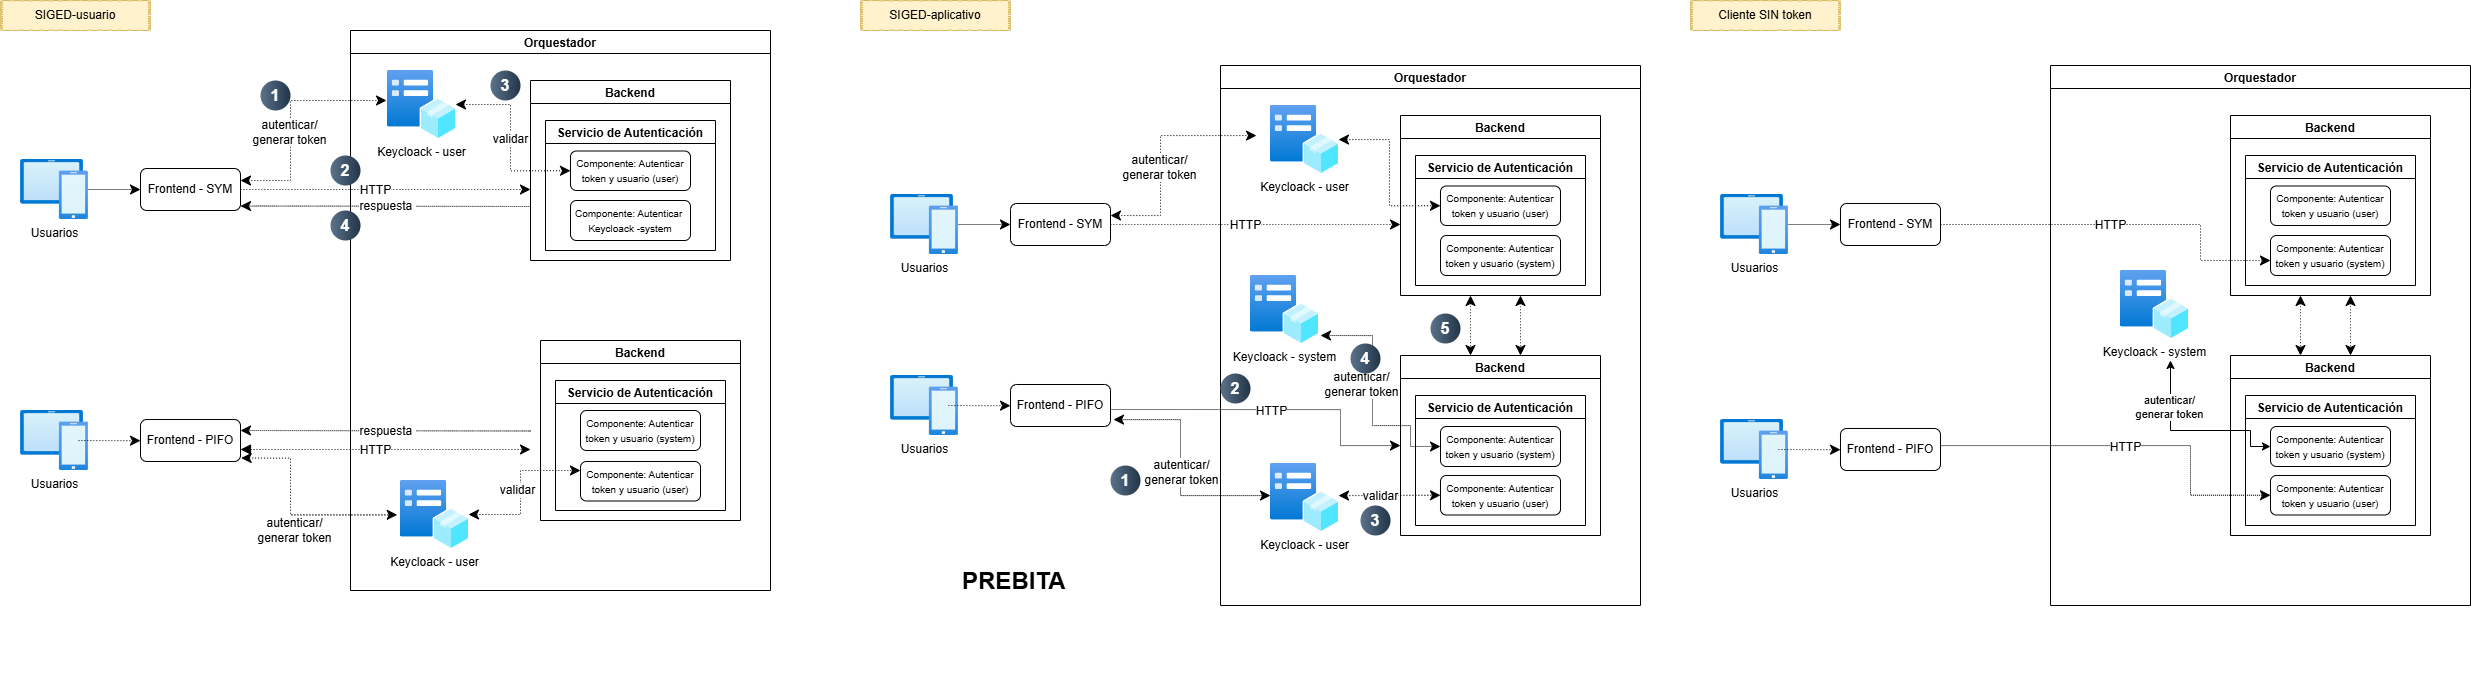 SIGED-usuario
Orquestador
1
autenticar/
generar token
Keycloack - user
3
validar
Backend
Servicio de Autenticación
Componente: Autenticar
token y usuario (user)
Componente: Autenticar
Keycloack -system
Usuarios
Frontend - SYM
2
HTTP
respuesta
4
Backend
Servicio de Autenticación
Componente: Autenticar
token y usuario (system)
Componente: Autenticar
token y usuario (user)
Usuarios
Frontend - PIFO
respuesta
HTTP
validar
autenticar/
generar token
Keycloack - user
SIGED-aplicativo
Orquestador
autenticar/
generar token
Keycloack - user
Backend
Servicio de Autenticación
Componente: Autenticar
token y usuario (user)
Componente: Autenticar
token y usuario (system)
Usuarios
Frontend - SYM
HTTP
Keycloack - system
4
autenticar/
generar token
5
Backend
Servicio de Autenticación
Componente: Autenticar
token y usuario (system)
Componente: Autenticar
token y usuario (user)
Usuarios
Frontend - PIFO
2
HTTP
1
autenticar/
generar token
validar
3
Keycloack - user
PREBITA
Cliente SIN token
Orquestador
Backend
Servicio de Autenticación
Componente: Autenticar
token y usuario (user)
Componente: Autenticar
token y usuario (system)
Usuarios
Frontend - SYM
HTTP
Keycloack - system
autenticar/
generar token
Backend
Servicio de Autenticación
Componente: Autenticar
token y usuario (system)
Componente: Autenticar
token y usuario (user)
Usuarios
Frontend - PIFO
HTTP